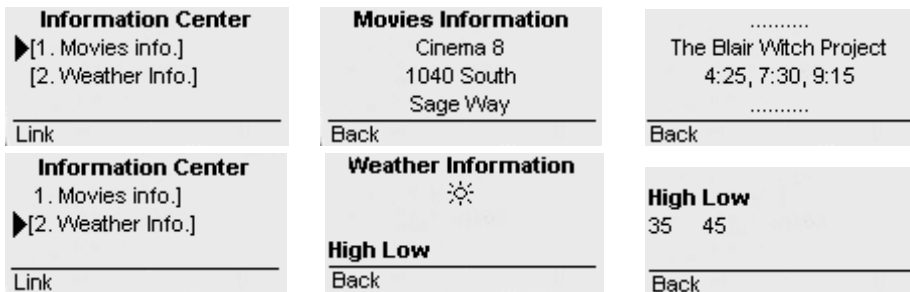 Information Center
[1. Movies info.]
[2. Weather Info.]
Link
Movies Information
Cinema 8
1040 South
Sage Way
Back
..........
The Blair Witch Project
4:25, 7:30, 9:15
..........
Back
Information Center
1. Movies info.]
[2. Weather Info.]
Link
Weather Information
High Low
Back
High Low
35 45
Back